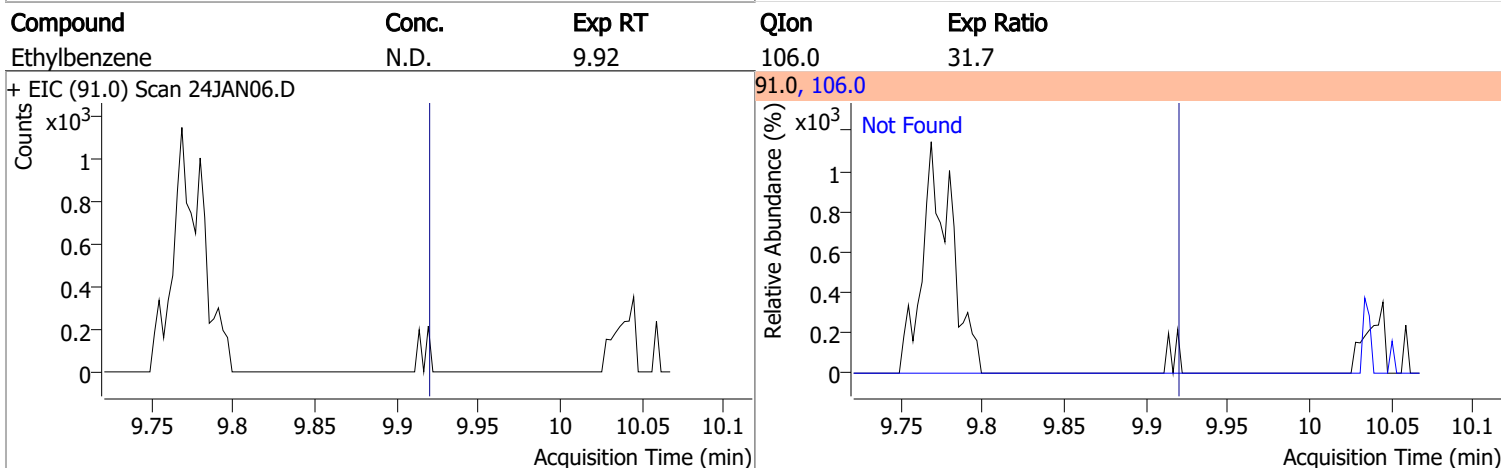 Compound Conc. Exp RT QIon Exp Ratio
Ethylbenzene N.D. 9.92 106.0 31.7
+ EIC (91.0) Scan 24JAN06.D
Counts
x10³
1
0.8
0.6
0.4
0.2
0
9.75 9.8 9.85 9.9 9.95 10 10.05 10.1
Acquisition Time (min)
91.0, 106.0
Relative Abundance (%)
x10³
Not Found
1
0.8
0.6
0.4
0.2
0
9.75 9.8 9.85 9.9 9.95 10 10.05 10.1
Acquisition Time (min)